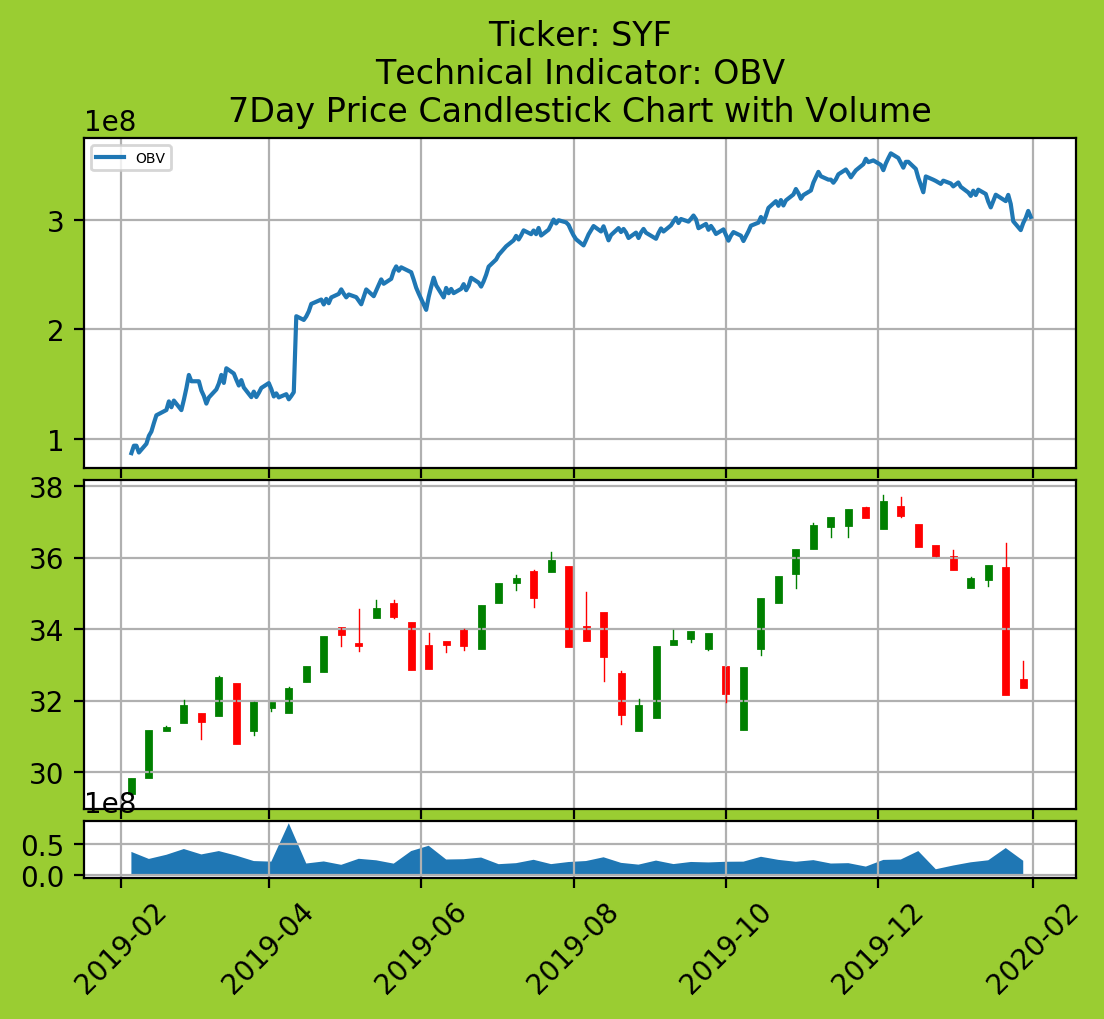 Ticker: SYF
Technical Indicator: OBV
7Day Price Candlestick Chart with Volume
1e8
OBV
3
2
1
38
36
34
32
30
1e8
0.5
0.0
2019-02
2019-04
2019-06
2019-08
2019-10
2019-12
2020-02